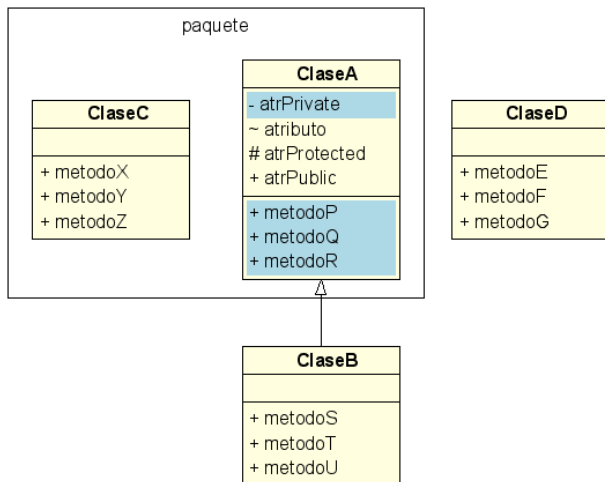 paquete
ClaseC
+ metodoX
+ metodoY
+ metodoZ
ClaseA
- atrPrivate
~ atributo
# atrProtected
+ atrPublic
+ metodoP
+ metodoQ
+ metodoR
ClaseD
+ metodoE
+ metodoF
+ metodoG
ClaseB
+ metodoS
+ metodoT
+ metodoU